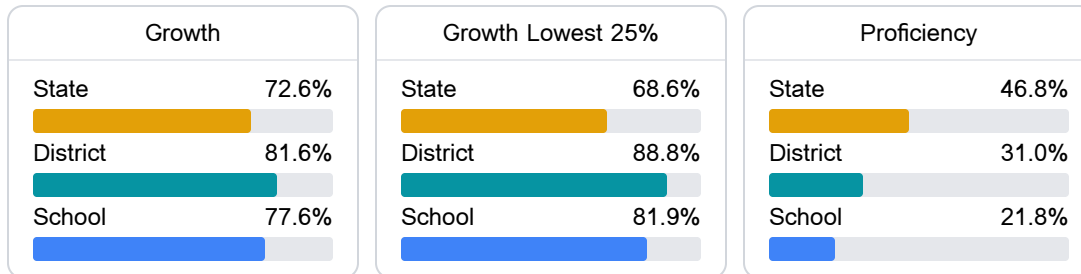 Growth
State 72.6%
District 81.6%
School 77.6%
Growth Lowest 25%
State 68.6%
District 88.8%
School 81.9%
Proficiency
State 46.8%
District 31.0%
School 21.8%